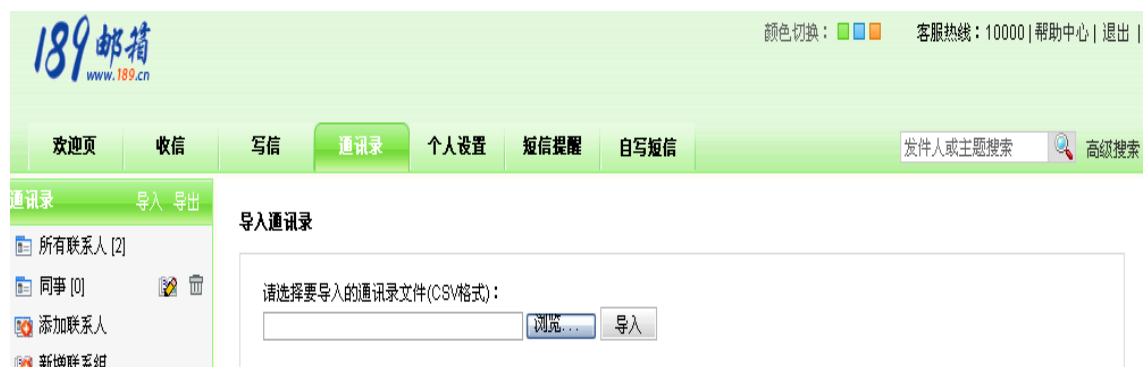 189邮箱
www.189.cn
颜色切换： 客服热线：10000|帮助中心| 退出 |
欢迎页 收信 写信 通讯录 个人设置 短信提醒 自写短信 发件人或主题搜索 高级搜索
通讯录 导入 导出
导入通讯录
所有联系人 [2]
同事 [0]
请选择要导入的通讯录文件(CSV格式)：
添加联系人
浏览... 导入
新增联系组